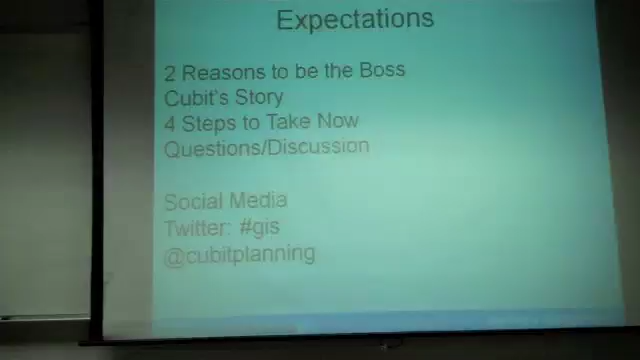 Expectations
2 Reasons to be the Boss
Cubit's Story
4 Steps to Take Now
Questions/Discussion
Social Media
Twitter: #gis
@cubitplanning